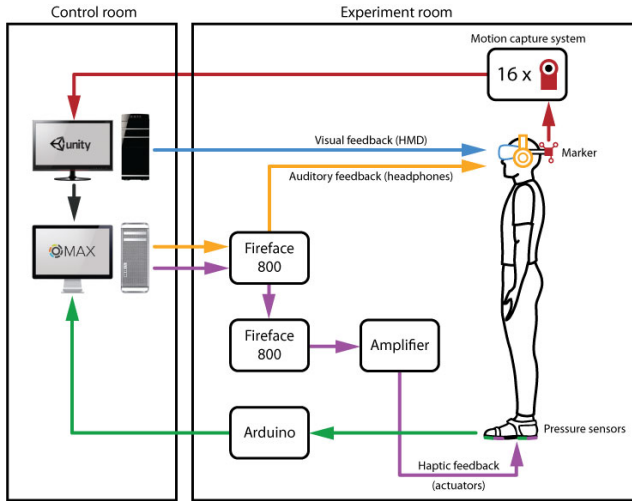 Control room
Experiment room
Motion capture system
16 x
unity
Visual feedback (HMD)
Marker
Auditory feedback (headphones)
MAX
Fireface
800
Fireface
800
Amplifier
Arduino
Pressure sensors
Haptic feedback
(actuators)